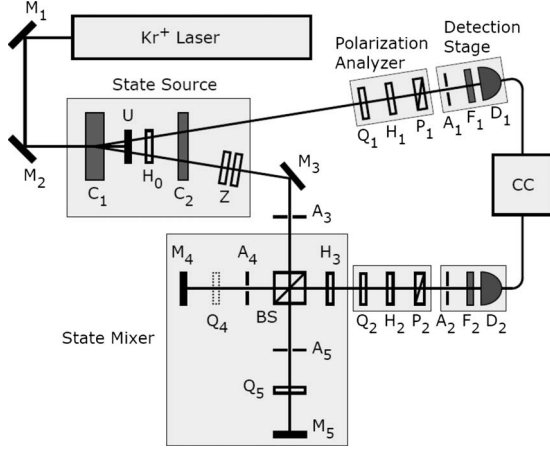 M1
Kr+ Laser
Polarization
Analyzer
Detection
Stage
State Source
U
M2
C1
H0
C2
Z
Q1
H1
P1
A1
F1
D1
M3
A3
CC
M4
A4
H3
Q4
BS
Q2
H2
P2
A2
F2
D2
State Mixer
A5
Q5
M5